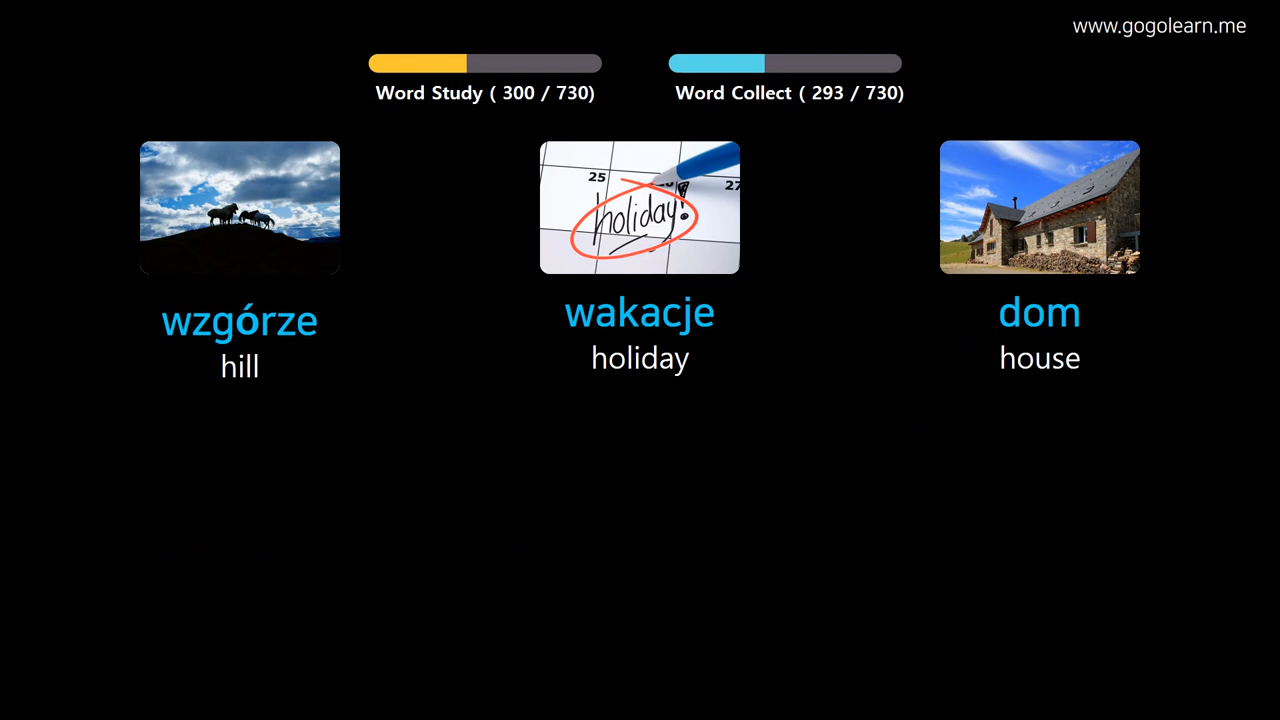 www.gogolearn.me
Word Study ( 300 / 730)
Word Collect ( 293 / 730)
25
27
holiday!
wzgórze
hill
wakacje
holiday
dom
house